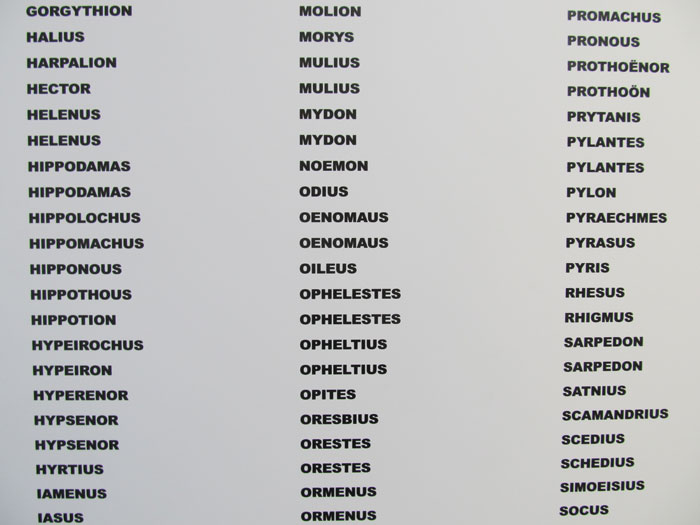 GORGYTHION
HALIUS
HARPALION
HECTOR
HELENUS
HELENUS
HIPPODAMAS
HIPPODAMAS
HIPPOLOCHUS
HIPPOMACHUS
HIPPONOUS
HIPPOTHOUS
HIPPOTION
HYPEIROCHUS
HYPEIRON
HYPERENOR
HYPSENOR
HYPSENOR
HYRTIUS
IAMENUS
IASUS
MOLION
MORYS
MULIUS
MULIUS
MYDON
MYDON
NOEMON
ODIUS
OENOMAUS
OENOMAUS
OILEUS
OPHELESTES
OPHELESTES
OPHELTIUS
OPHELTIUS
OPITES
ORESBIUS
ORESTES
ORESTES
ORMENUS
ORMENUS
PROMACHUS
PRONOUS
PROTHOËNOR
PROTHOÖN
PRYTANIS
PYLANTES
PYLANTES
PYLON
PYRAECHMES
PYRASUS
PYRIS
RHESUS
RHIGMUS
SARPEDON
SARPEDON
SATNIUS
SCAMANDRIUS
SCEDIUS
SCHEDIUS
SIMOEISIUS
SOCUS